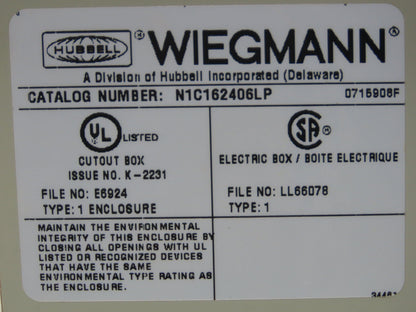 HUBBELL ® WIEGMANN®
A Division of Hubbell Incorporated (Delaware)
CATALOG NUMBER: N1C162406LP 0715908F
UL LISTED
CUTOUT BOX
ISSUE NO. K-2231
FILE NO: E6924
TYPE: 1 ENCLOSURE
SA
ELECTRIC BOX / BOITE ELECTRIQUE
FILE NO: LL66078
TYPE: 1
MAINTAIN THE ENVIRONMENTAL
INTEGRITY OF THIS ENCLOSURE BY
CLOSING ALL OPENINGS WITH UL
LISTED OR RECOGNIZED DEVICES
THAT HAVE THE SAME
ENVIRONMENTAL TYPE RATING AS
THE ENCLOSURE.